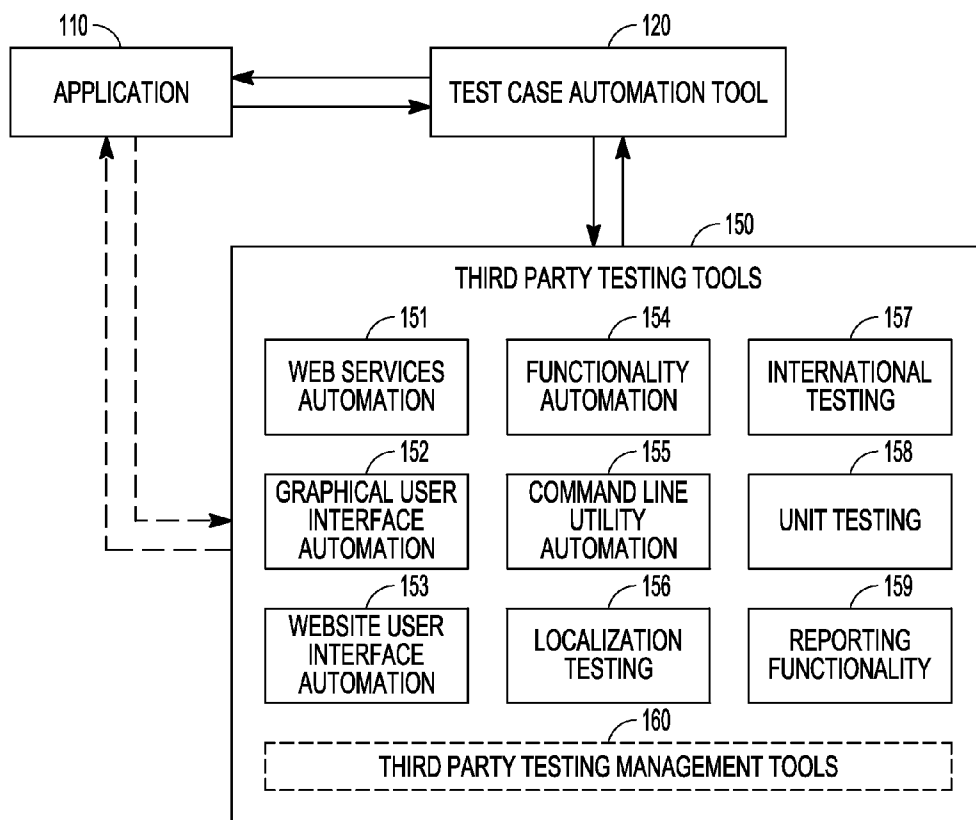 110
120
APPLICATION
TEST CASE AUTOMATION TOOL
150
THIRD PARTY TESTING TOOLS
151
154
157
WEB SERVICES
AUTOMATION
FUNCTIONALITY
AUTOMATION
INTERNATIONAL
TESTING
152
155
158
GRAPHICAL USER
INTERFACE
AUTOMATION
COMMAND LINE
UTILITY
AUTOMATION
UNIT TESTING
153
156
159
WEBSITE USER
INTERFACE
AUTOMATION
LOCALIZATION
TESTING
REPORTING
FUNCTIONALITY
160
THIRD PARTY TESTING MANAGEMENT TOOLS